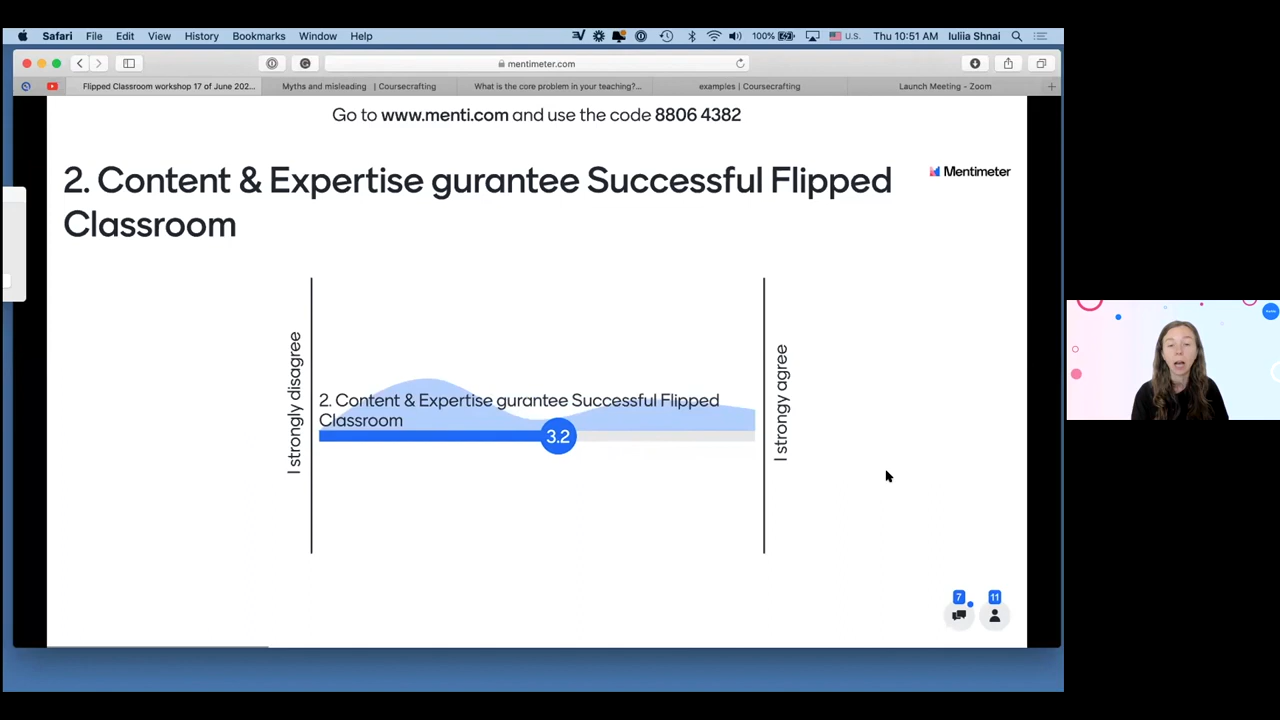 Safari File Edit View History Bookmarks Window Help 100% U.S. Thu 10:51 AM Iuliia Shnai
mentimeter.com
Flipped Classroom workshop 17 of June 202... Myths and misleading | Coursecrafting What is the core problem in your teaching?... examples | Coursecrafting Launch Meeting - Zoom
Go to www.menti.com and use the code 8806 4382
2. Content & Expertise gurantee Successful Flipped
Classroom
Mentimeter
I strongly disagree
2. Content & Expertise gurantee Successful Flipped
Classroom
3.2
I strongy agree
7 11